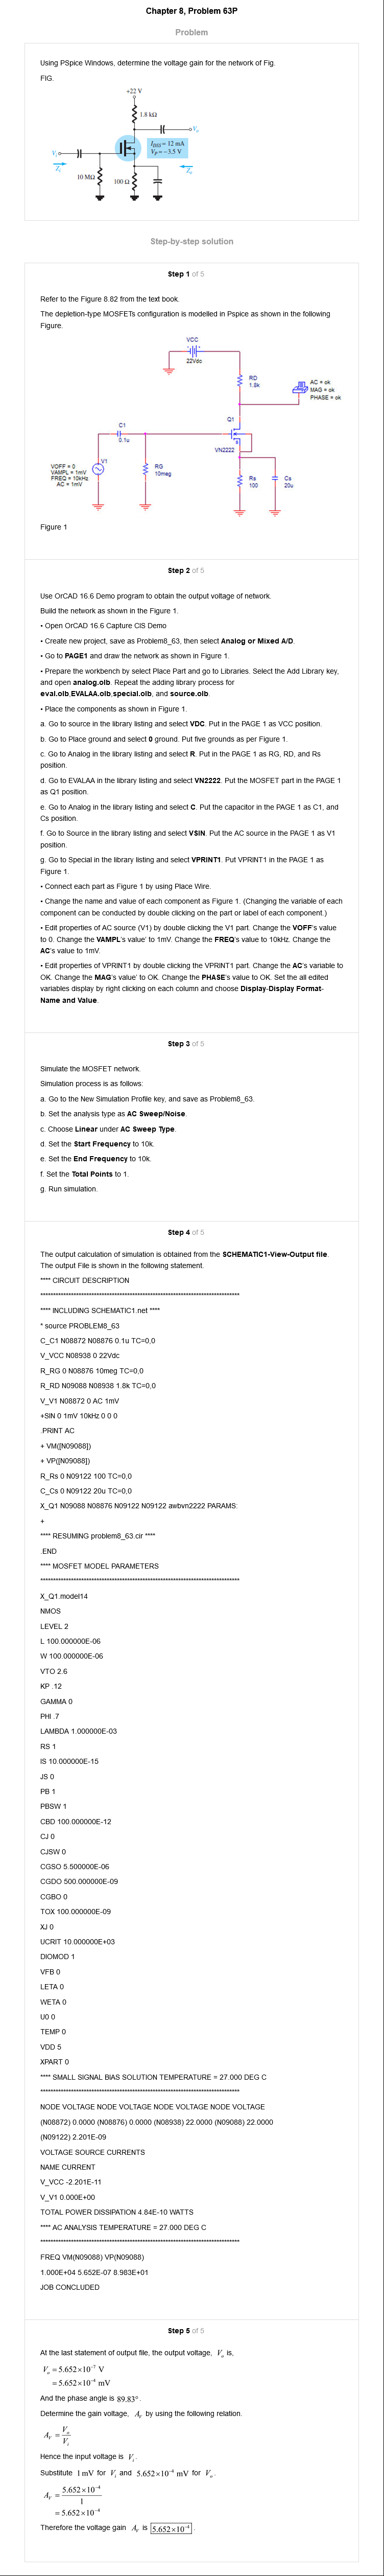 Chapter 8, Problem 63P
Problem
Using PSpice Windows, determine the voltage gain for the network of Fig.
FIG.
+22 V
1.8 kΩ
Vo
IDSS = 12 mA
VP = −3.5 V
Vi
Zi
Zo
10 MΩ
100 Ω
Step-by-step solution
Step 1 of 5
Refer to the Figure 8.82 from the text book.
The depletion-type MOSFETs configuration is modelled in Pspice as shown in the following
Figure.
VCC
22Vdc
RD
1.8k
AC = ok
MAG = ok
PHASE = ok
Q1
C1
0.1u
VN2222
V1
VOFF = 0
VAMPL = 1mV
FREQ = 10kHz
AC = 1mV
RG
10meg
Rs
100
Cs
20u
Figure 1
Step 2 of 5
Use OrCAD 16.6 Demo program to obtain the output voltage of network.
Build the network as shown in the Figure 1.
• Open OrCAD 16.6 Capture CIS Demo
• Create new project, save as Problem8_63, then select Analog or Mixed A/D.
• Go to PAGE1 and draw the network as shown in Figure 1.
• Prepare the workbench by select Place Part and go to Libraries. Select the Add Library key,
and open analog.olb. Repeat the adding library process for
eval.olb,EVALAA.olb,special.olb, and source.olb.
• Place the components as shown in Figure 1.
a. Go to source in the library listing and select VDC. Put in the PAGE 1 as VCC position.
b. Go to Place ground and select 0 ground. Put five grounds as per Figure 1.
c. Go to Analog in the library listing and select R. Put in the PAGE 1 as RG, RD, and Rs
position.
d. Go to EVALAA in the library listing and select VN2222. Put the MOSFET part in the PAGE 1
as Q1 position.
e. Go to Analog in the library listing and select C. Put the capacitor in the PAGE 1 as C1, and
Cs position.
f. Go to Source in the library listing and select VSIN. Put the AC source in the PAGE 1 as V1
position.
g. Go to Special in the library listing and select VPRINT1. Put VPRINT1 in the PAGE 1 as
Figure 1.
• Connect each part as Figure 1 by using Place Wire.
• Change the name and value of each component as Figure 1. (Changing the variable of each
component can be conducted by double clicking on the part or label of each component.)
• Edit properties of AC source (V1) by double clicking the V1 part. Change the VOFF's value
to 0. Change the VAMPL's value' to 1mV. Change the FREQ's value to 10kHz. Change the
AC's value to 1mV.
• Edit properties of VPRINT1 by double clicking the VPRINT1 part. Change the AC's variable to
OK. Change the MAG's value' to OK. Change the PHASE's value to OK. Set the all edited
variables display by right clicking on each column and choose Display-Display Format-
Name and Value.
Step 3 of 5
Simulate the MOSFET network.
Simulation process is as follows:
a. Go to the New Simulation Profile key, and save as Problem8_63.
b. Set the analysis type as AC Sweep/Noise.
c. Choose Linear under AC Sweep Type.
d. Set the Start Frequency to 10k.
e. Set the End Frequency to 10k.
f. Set the Total Points to 1.
g. Run simulation.
Step 4 of 5
The output calculation of simulation is obtained from the SCHEMATIC1-View-Output file.
The output File is shown in the following statement.
**** CIRCUIT DESCRIPTION
******************************************************************************
**** INCLUDING SCHEMATIC1.net ****
* source PROBLEM8_63
C_C1 N08872 N08876 0.1u TC=0,0
V_VCC N08938 0 22Vdc
R_RG 0 N08876 10meg TC=0,0
R_RD N09088 N08938 1.8k TC=0,0
V_V1 N08872 0 AC 1mV
+SIN 0 1mV 10kHz 0 0 0
.PRINT AC
+ VM([N09088])
+ VP([N09088])
R_Rs 0 N09122 100 TC=0,0
C_Cs 0 N09122 20u TC=0,0
X_Q1 N09088 N08876 N09122 N09122 awbvn2222 PARAMS:
+
**** RESUMING problem8_63.cir ****
.END
**** MOSFET MODEL PARAMETERS
******************************************************************************
X_Q1.model14
NMOS
LEVEL 2
L 100.000000E-06
W 100.000000E-06
VTO 2.6
KP .12
GAMMA 0
PHI .7
LAMBDA 1.000000E-03
RS 1
IS 10.000000E-15
JS 0
PB 1
PBSW 1
CBD 100.000000E-12
CJ 0
CJSW 0
CGSO 5.500000E-06
CGDO 500.000000E-09
CGBO 0
TOX 100.000000E-09
XJ 0
UCRIT 10.000000E+03
DIOMOD 1
VFB 0
LETA 0
WETA 0
U0 0
TEMP 0
VDD 5
XPART 0
**** SMALL SIGNAL BIAS SOLUTION TEMPERATURE = 27.000 DEG C
******************************************************************************
NODE VOLTAGE NODE VOLTAGE NODE VOLTAGE NODE VOLTAGE
(N08872) 0.0000 (N08876) 0.0000 (N08938) 22.0000 (N09088) 22.0000
(N09122) 2.201E-09
VOLTAGE SOURCE CURRENTS
NAME CURRENT
V_VCC -2.201E-11
V_V1 0.000E+00
TOTAL POWER DISSIPATION 4.84E-10 WATTS
**** AC ANALYSIS TEMPERATURE = 27.000 DEG C
******************************************************************************
FREQ VM(N09088) VP(N09088)
1.000E+04 5.652E-07 8.983E+01
JOB CONCLUDED
Step 5 of 5
At the last statement of output file, the output voltage, Vo is,
Vo = 5.652×10⁻⁷ V
= 5.652×10⁻⁴ mV
And the phase angle is 89.83°.
Determine the gain voltage, AV by using the following relation.
AV = Vo / Vi
Hence the input voltage is Vi.
Substitute 1 mV for Vi and 5.652×10⁻⁴ mV for Vo.
AV = 5.652×10⁻⁴ / 1
= 5.652×10⁻⁴
Therefore the voltage gain AV is 5.652×10⁻⁴.